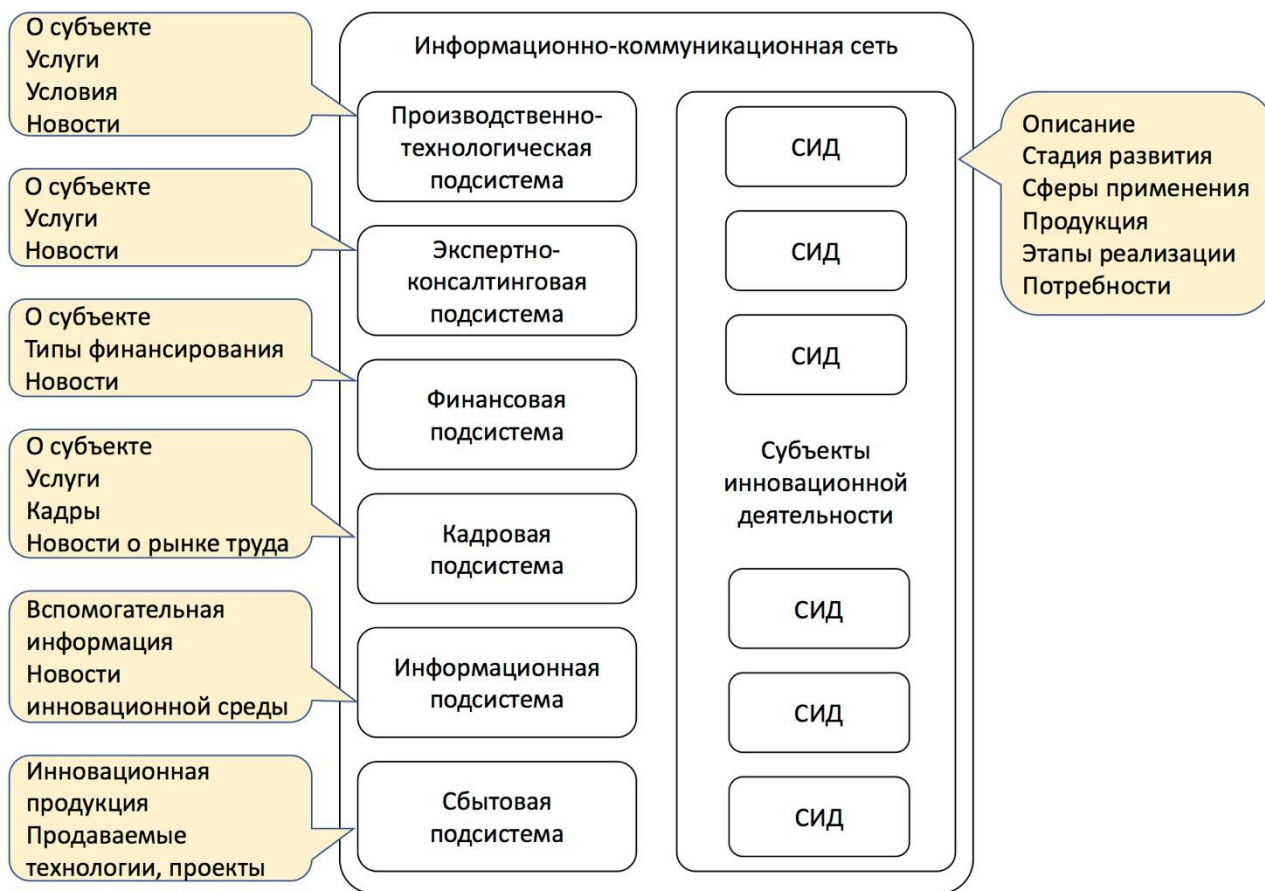 О субъекте
Услуги
Условия
Новости
О субъекте
Услуги
Новости
О субъекте
Типы финансирования
Новости
О субъекте
Услуги
Кадры
Новости о рынке труда
Вспомогательная
информация
Новости
инновационной среды
Инновационная
продукция
Продаваемые
технологии, проекты
Информационно-коммуникационная сеть
Производственно-
технологическая
подсистема
Экспертно-
консалтинговая
подсистема
Финансовая
подсистема
Кадровая
подсистема
Информационная
подсистема
Сбытовая
подсистема
СИД
СИД
СИД
Субъекты
инновационной
деятельности
СИД
СИД
СИД
Описание
Стадия развития
Сферы применения
Продукция
Этапы реализации
Потребности